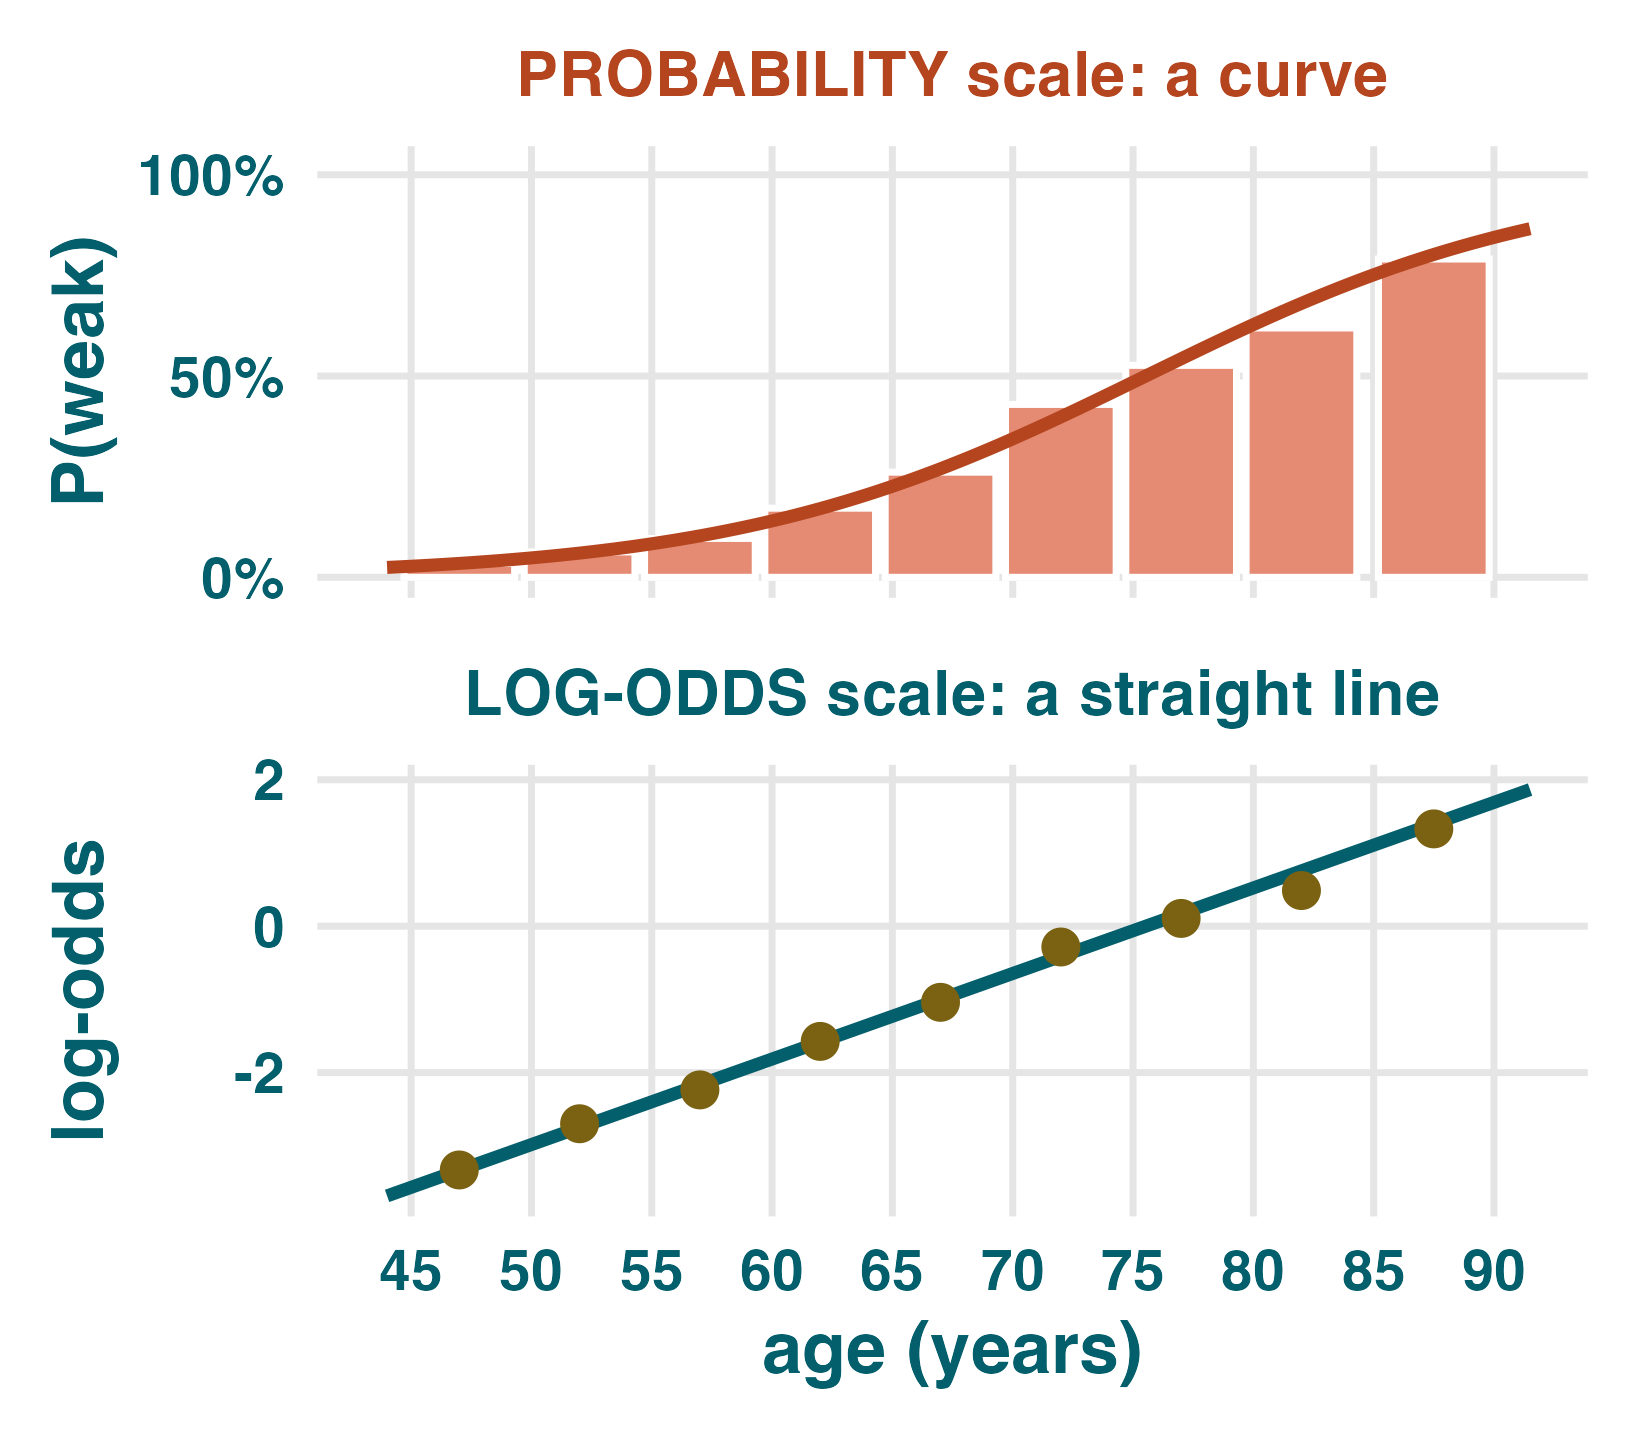 PROBABILITY scale: a curve
100%
50%
0%
P(weak)
LOG-ODDS scale: a straight line
2
0
-2
log-odds
45 50 55 60 65 70 75 80 85 90
age (years)